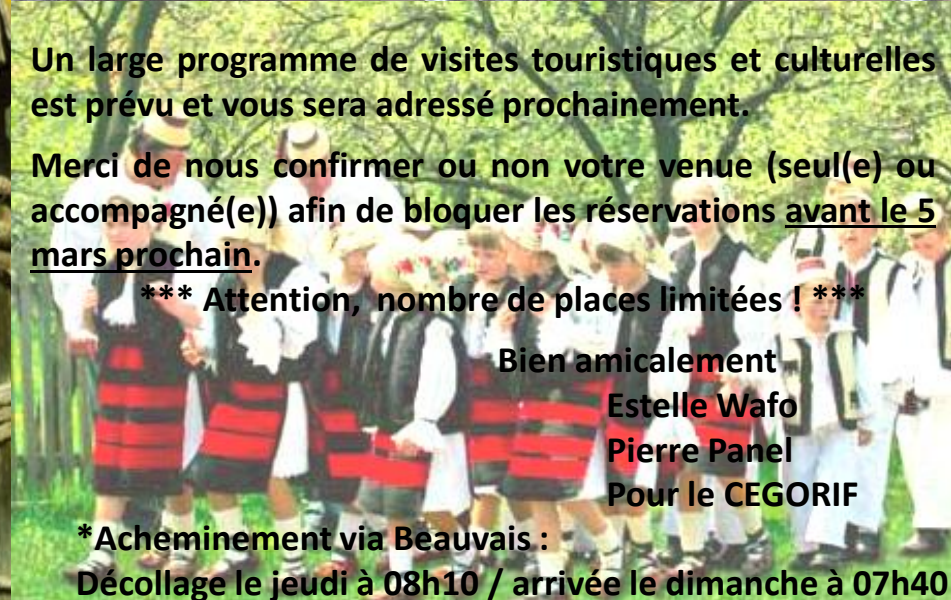 Un large programme de visites touristiques et culturelles
est prévu et vous sera adressé prochainement.
Merci de nous confirmer ou non votre venue (seul(e) ou
accompagné(e)) afin de bloquer les réservations avant le 5
mars prochain.
*** Attention, nombre de places limitées ! ***
Bien amicalement
Estelle Wafo
Pierre Panel
Pour le CEGORIF
*Acheminement via Beauvais :
Décollage le jeudi à 08h10 / arrivée le dimanche à 07h40